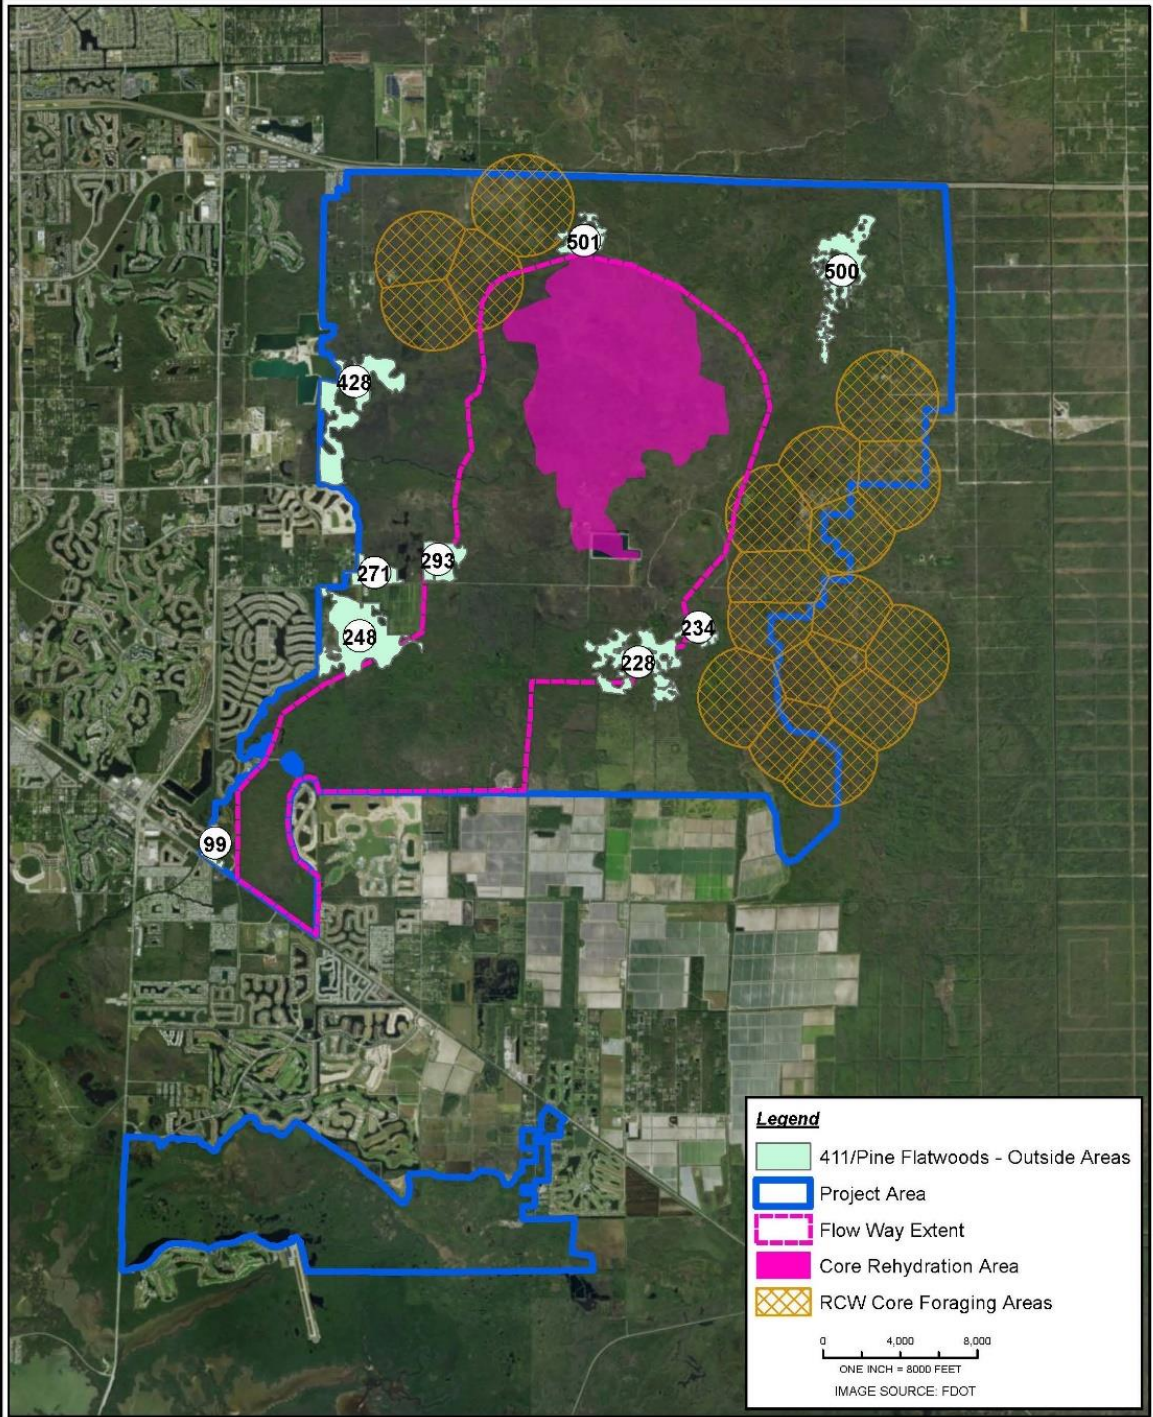 501
500
428
293
271
248
234
228
99
Legend
411/Pine Flatwoods - Outside Areas
Project Area
Flow Way Extent
Core Rehydration Area
RCW Core Foraging Areas
0 4,000 8,000
ONE INCH = 8000 FEET
IMAGE SOURCE: FDOT